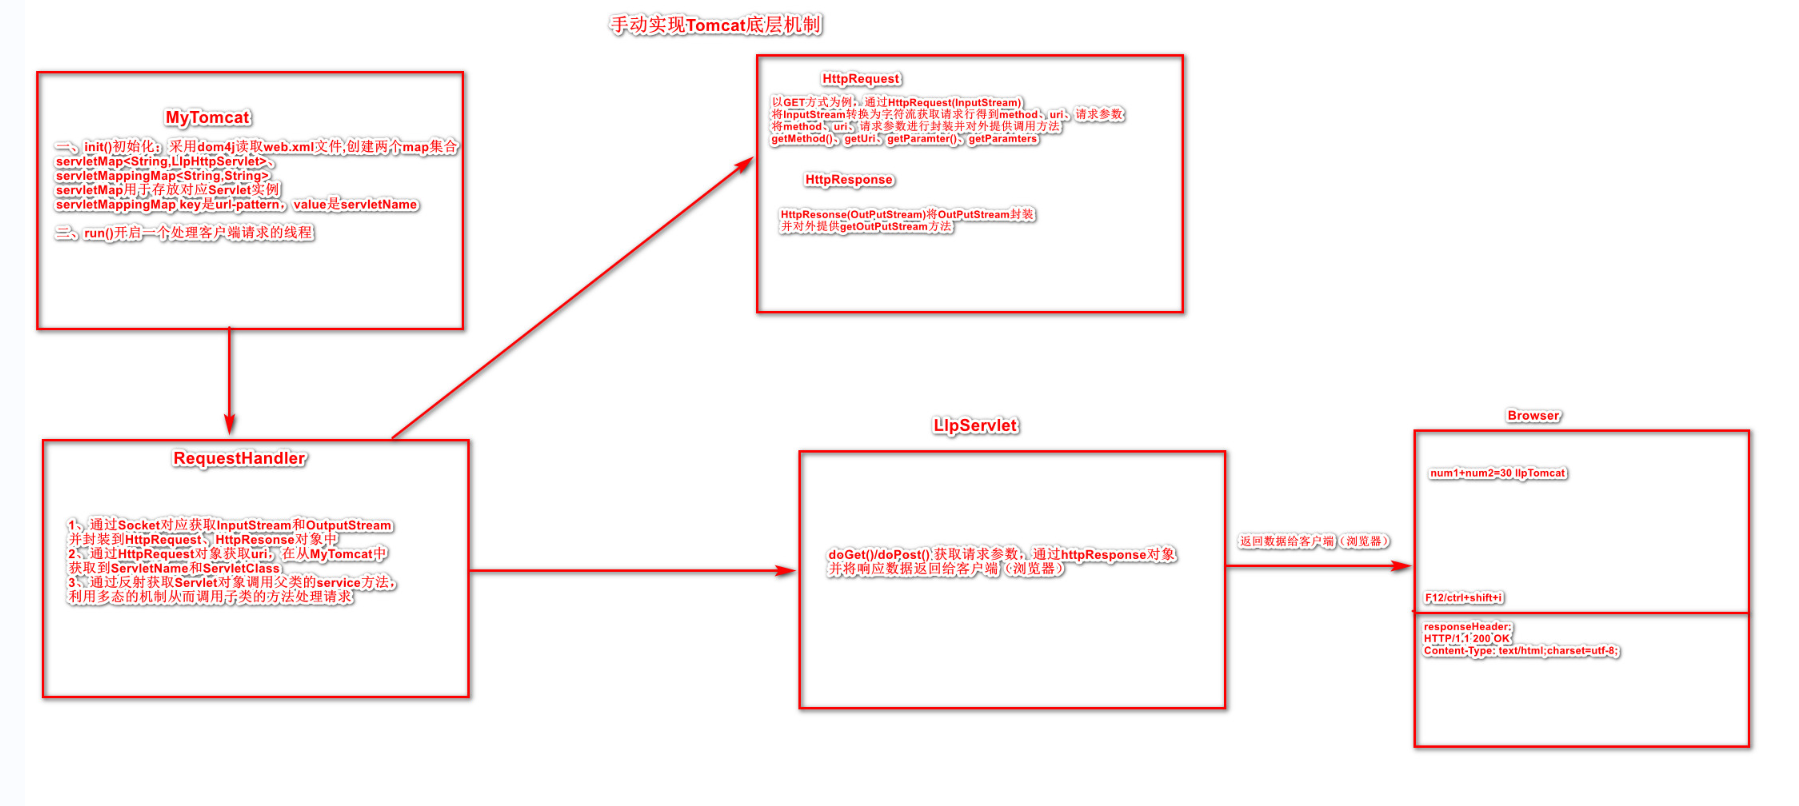 手动实现Tomcat底层机制
MyTomcat
一、init()初始化：采用dom4j读取web.xml文件,创建两个map集合
servletMap<String,LlpHttpServlet>、
servletMappingMap<String,String>
servletMap用于存放对应Servlet实例
servletMappingMap key是url-pattern，value是servletName
二、run()开启一个处理客户端请求的线程
HttpRequest
以GET方式为例，通过HttpRequest(InputStream)
将InputStream转换为字符流获取请求行得到method、uri、请求参数
将method、uri、请求参数进行封装并对外提供调用方法
getMethod()、getUri、getParamter()、getParamters
HttpResponse
HttpResonse(OutPutStream)将OutPutStream封装
并对外提供getOutPutStream方法
RequestHandler
1、通过Socket对应获取InputStream和OutputStream
并封装到HttpRequest、HttpResonse对象中
2、通过HttpRequest对象获取uri，在从MyTomcat中
获取到ServletName和ServletClass
3、通过反射获取Servlet对象调用父类的service方法，
利用多态的机制从而调用子类的方法处理请求
LlpServlet
doGet()/doPost() 获取请求参数，通过httpResponse对象
并将响应数据返回给客户端（浏览器）
返回数据给客户端（浏览器）
Browser
num1+num2=30 llpTomcat
F12/ctrl+shift+i
responseHeader:
HTTP/1.1 200 OK
Content-Type: text/html;charset=utf-8;